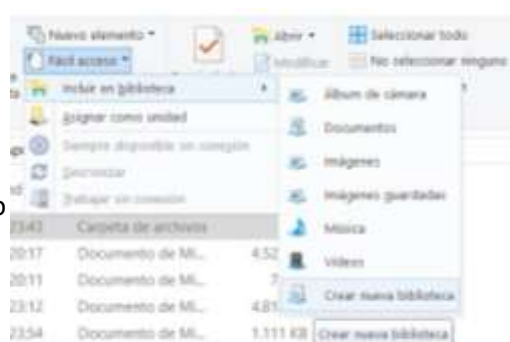 Nuevo elemento
Abrir
Seleccionar todo
Fácil acceso
Modificar
No seleccionar ninguno
Incluir en biblioteca
Álbum de cámara
Asignar como unidad
Documentos
Siempre disponible sin conexión
Imágenes
Sincronizar
Trabajar sin conexión
Imágenes guardadas
23:43 Carpeta de archivos
Música
20:17 Documento de Mi... 4.52
Vídeos
20:11 Documento de Mi... 7
Crear nueva biblioteca
23:12 Documento de Mi... 4.81
23:54 Documento de Mi... 1.111 KB
Crear nueva biblioteca